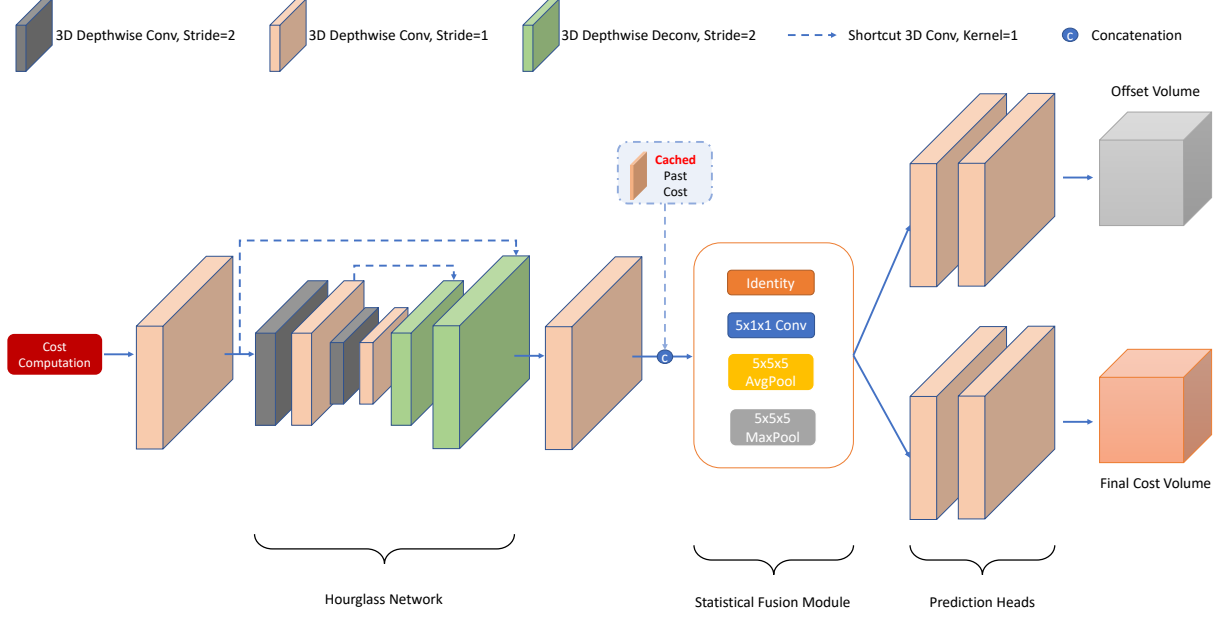 3D Depthwise Conv, Stride=2
3D Depthwise Conv, Stride=1
3D Depthwise Deconv, Stride=2
Shortcut 3D Conv, Kernel=1
c
Concatenation
Offset Volume
Cached
Past
Cost
Cost
Computation
c
Identity
5x1x1 Conv
5x5x5
AvgPool
5x5x5
MaxPool
Final Cost Volume
Hourglass Network
Statistical Fusion Module
Prediction Heads